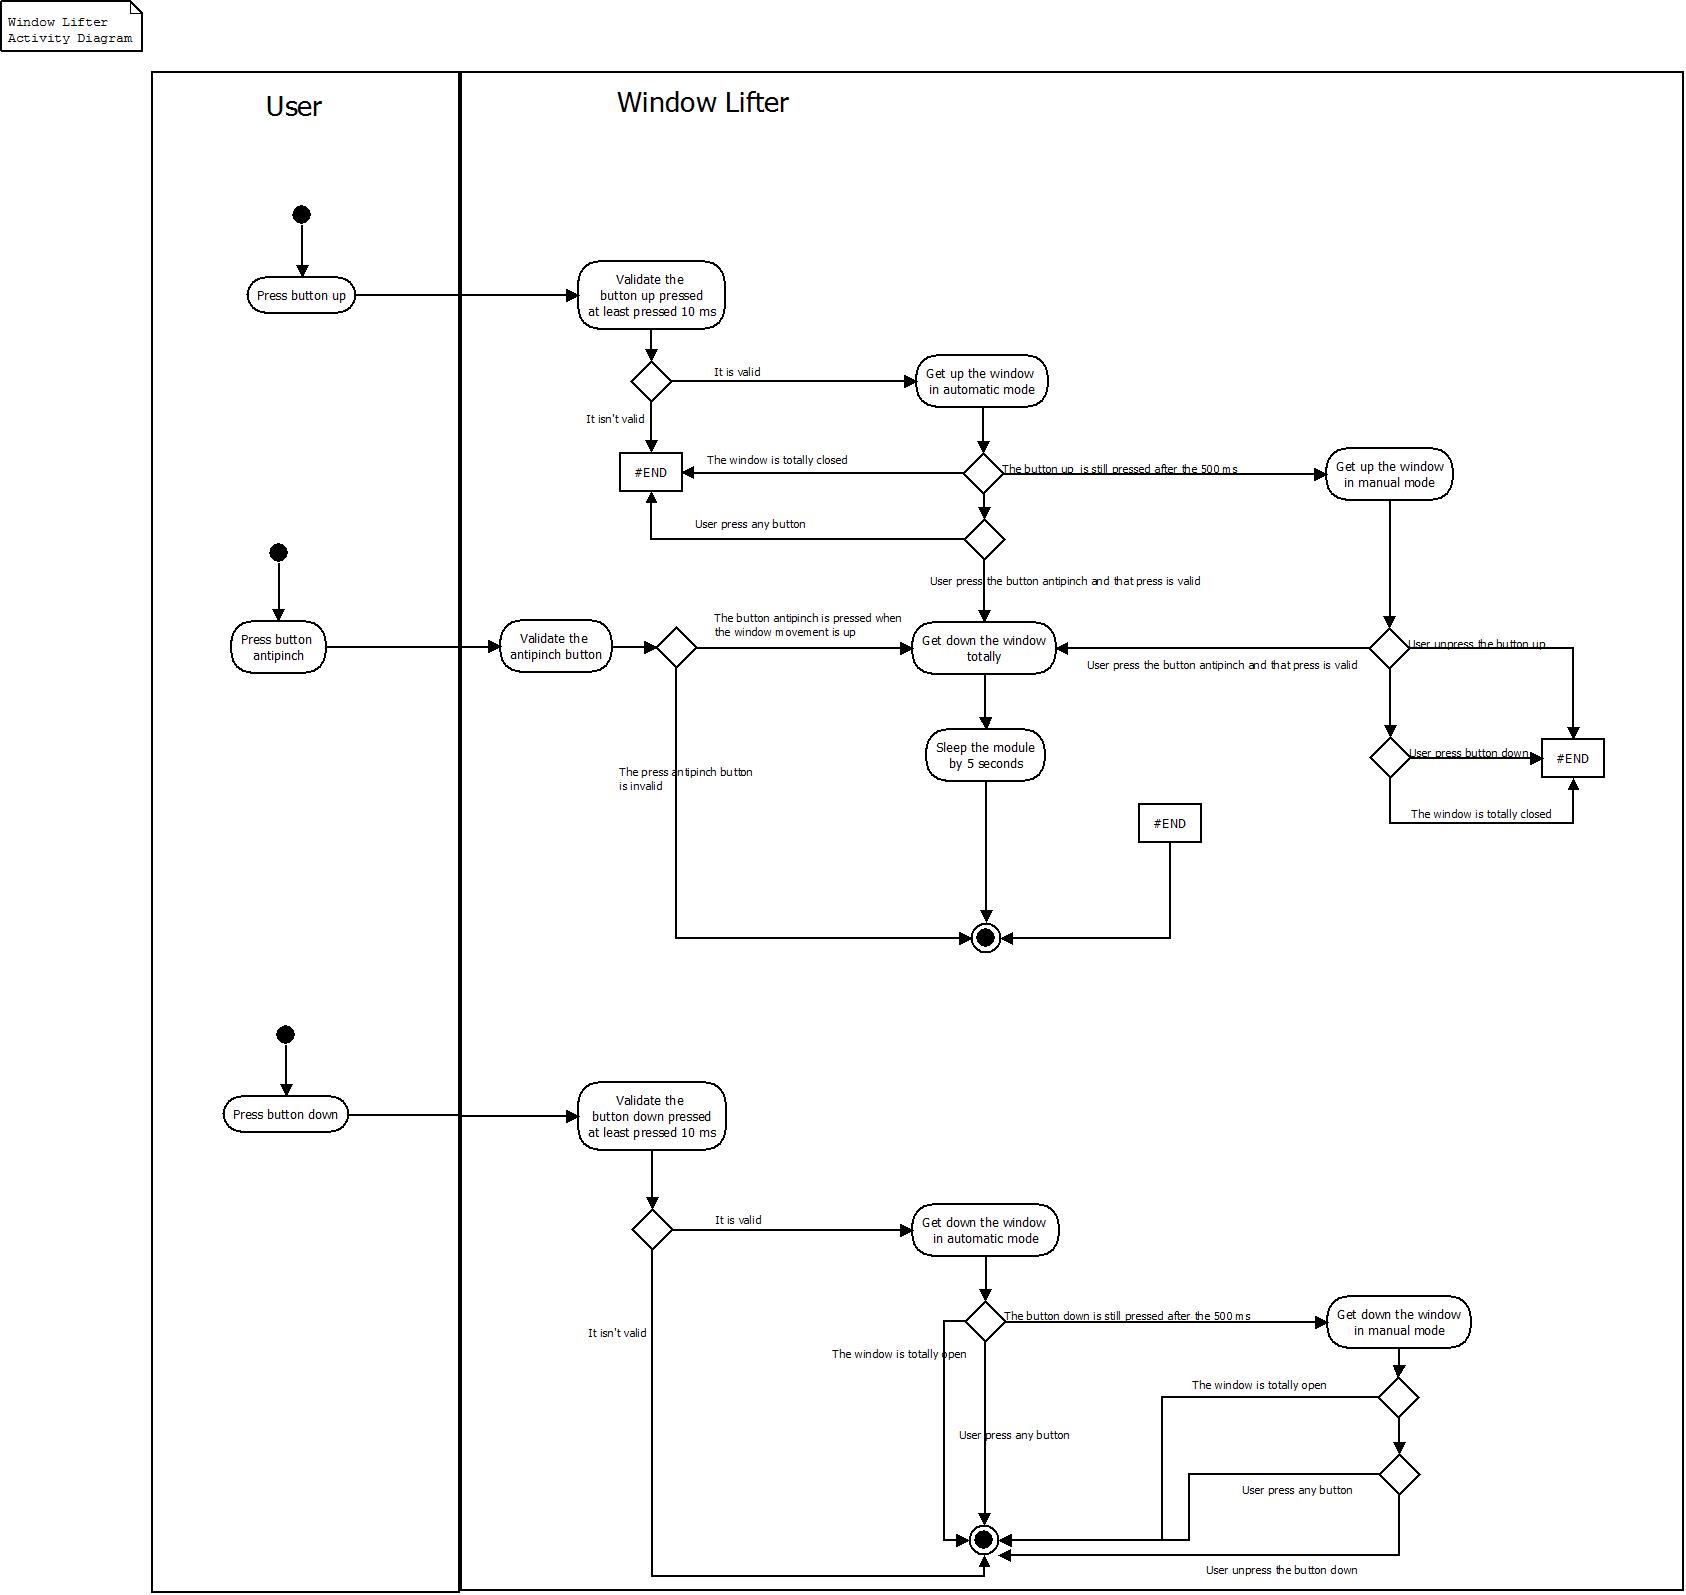 Window Lifter
Activity Diagram
User
Window Lifter
Press button up
Validate the
button up pressed
at least pressed 10 ms
It is valid
Get up the window
in automatic mode
It isn't valid
#END
The window is totally closed
The button up is still pressed after the 500 ms
Get up the window
in manual mode
User press any button
User press the button antipinch and that press is valid
Press button
antipinch
Validate the
antipinch button
The button antipinch is pressed when
the window movement is up
Get down the window
totally
User press the button antipinch and that press is valid
User unpress the button up
Sleep the module
by 5 seconds
User press button down
#END
The press antipinch button
is invalid
The window is totally closed
#END
Press button down
Validate the
button down pressed
at least pressed 10 ms
It is valid
Get down the window
in automatic mode
The button down is still pressed after the 500 ms
Get down the window
in manual mode
It isn't valid
The window is totally open
The window is totally open
User press any button
User press any button
User unpress the button down